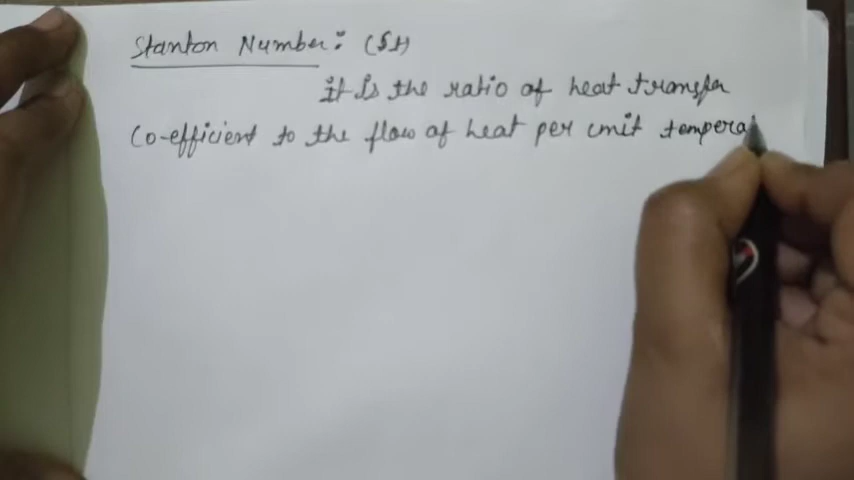 Stanton Number: (St)
it is the ratio of heat transfer
Co-efficient to the flow of heat per unit tempera